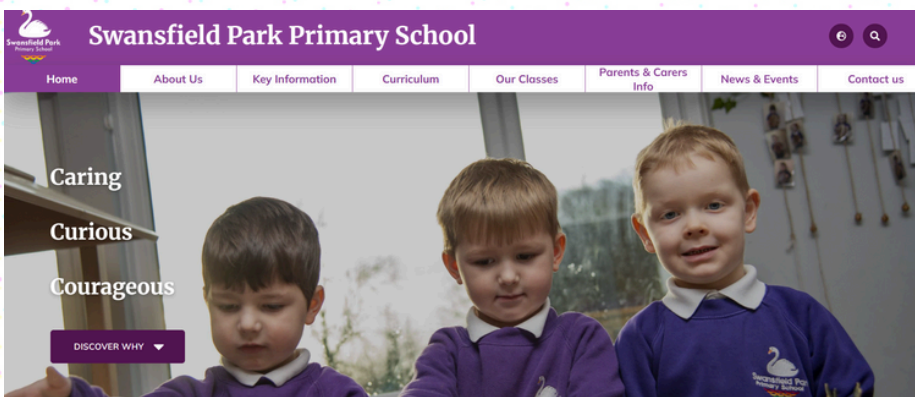 Swansfield Park
Primary School
Swansfield Park Primary School
Home
About Us
Key Information
Curriculum
Our Classes
Parents & Carers
Info
News & Events
Contact us
Caring
Curious
Courageous
DISCOVER WHY
Swansfield Park
Primary School